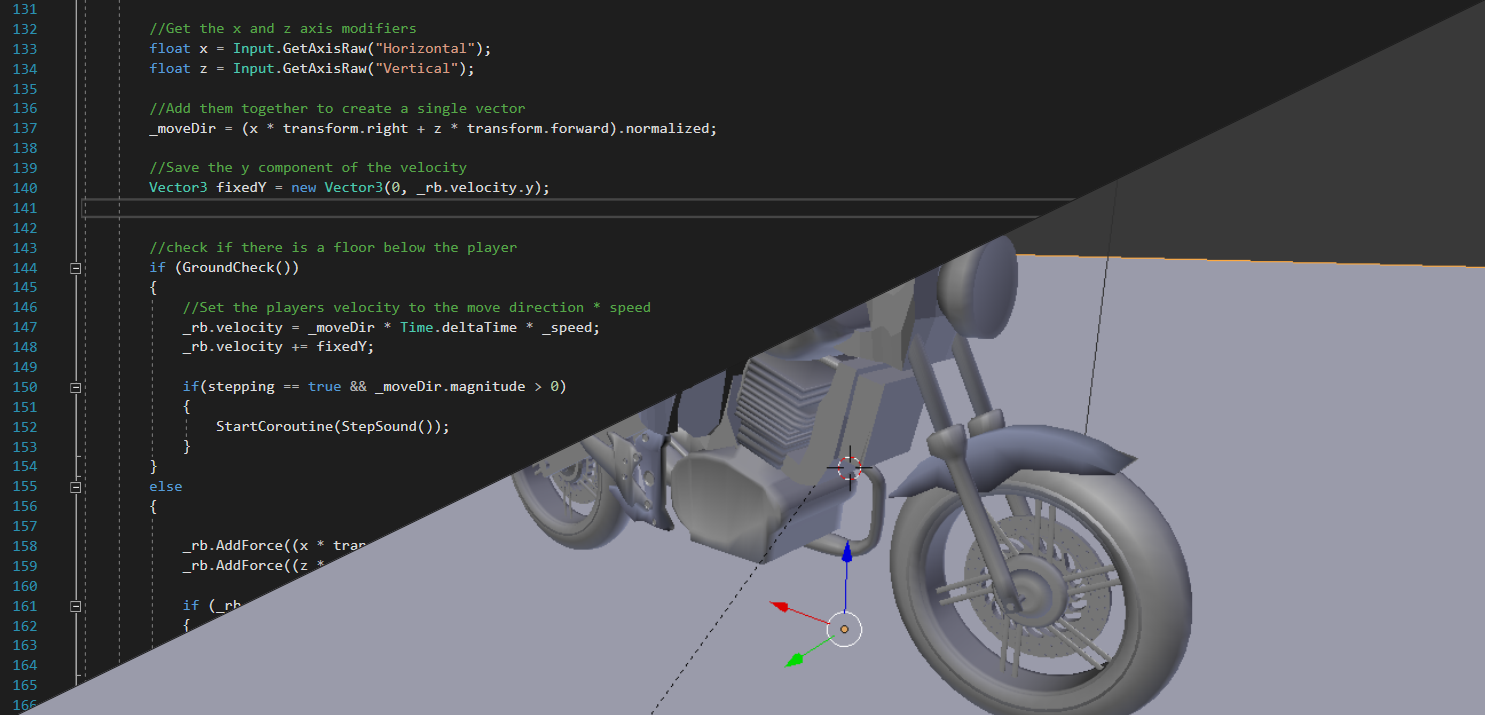 131
132 //Get the x and z axis modifiers
133 float x = Input.GetAxisRaw("Horizontal");
134 float z = Input.GetAxisRaw("Vertical");
135
136 //Add them together to create a single vector
137 _moveDir = (x * transform.right + z * transform.forward).normalized;
138
139 //Save the y component of the velocity
140 Vector3 fixedY = new Vector3(0, _rb.velocity.y);
141
142
143 //check if there is a floor below the player
144 if (GroundCheck())
145 {
146 //Set the players velocity to the move direction * speed
147 _rb.velocity = _moveDir * Time.deltaTime * _speed;
148 _rb.velocity += fixedY;
149
150 if(stepping == true && _moveDir.magnitude > 0)
151 {
152 StartCoroutine(StepSound());
153 }
154 }
155 else
156 {
157
158 _rb.AddForce((x * tran
159 _rb.AddForce((z *
160
161 if (_rb
162 {
163
164
165
166